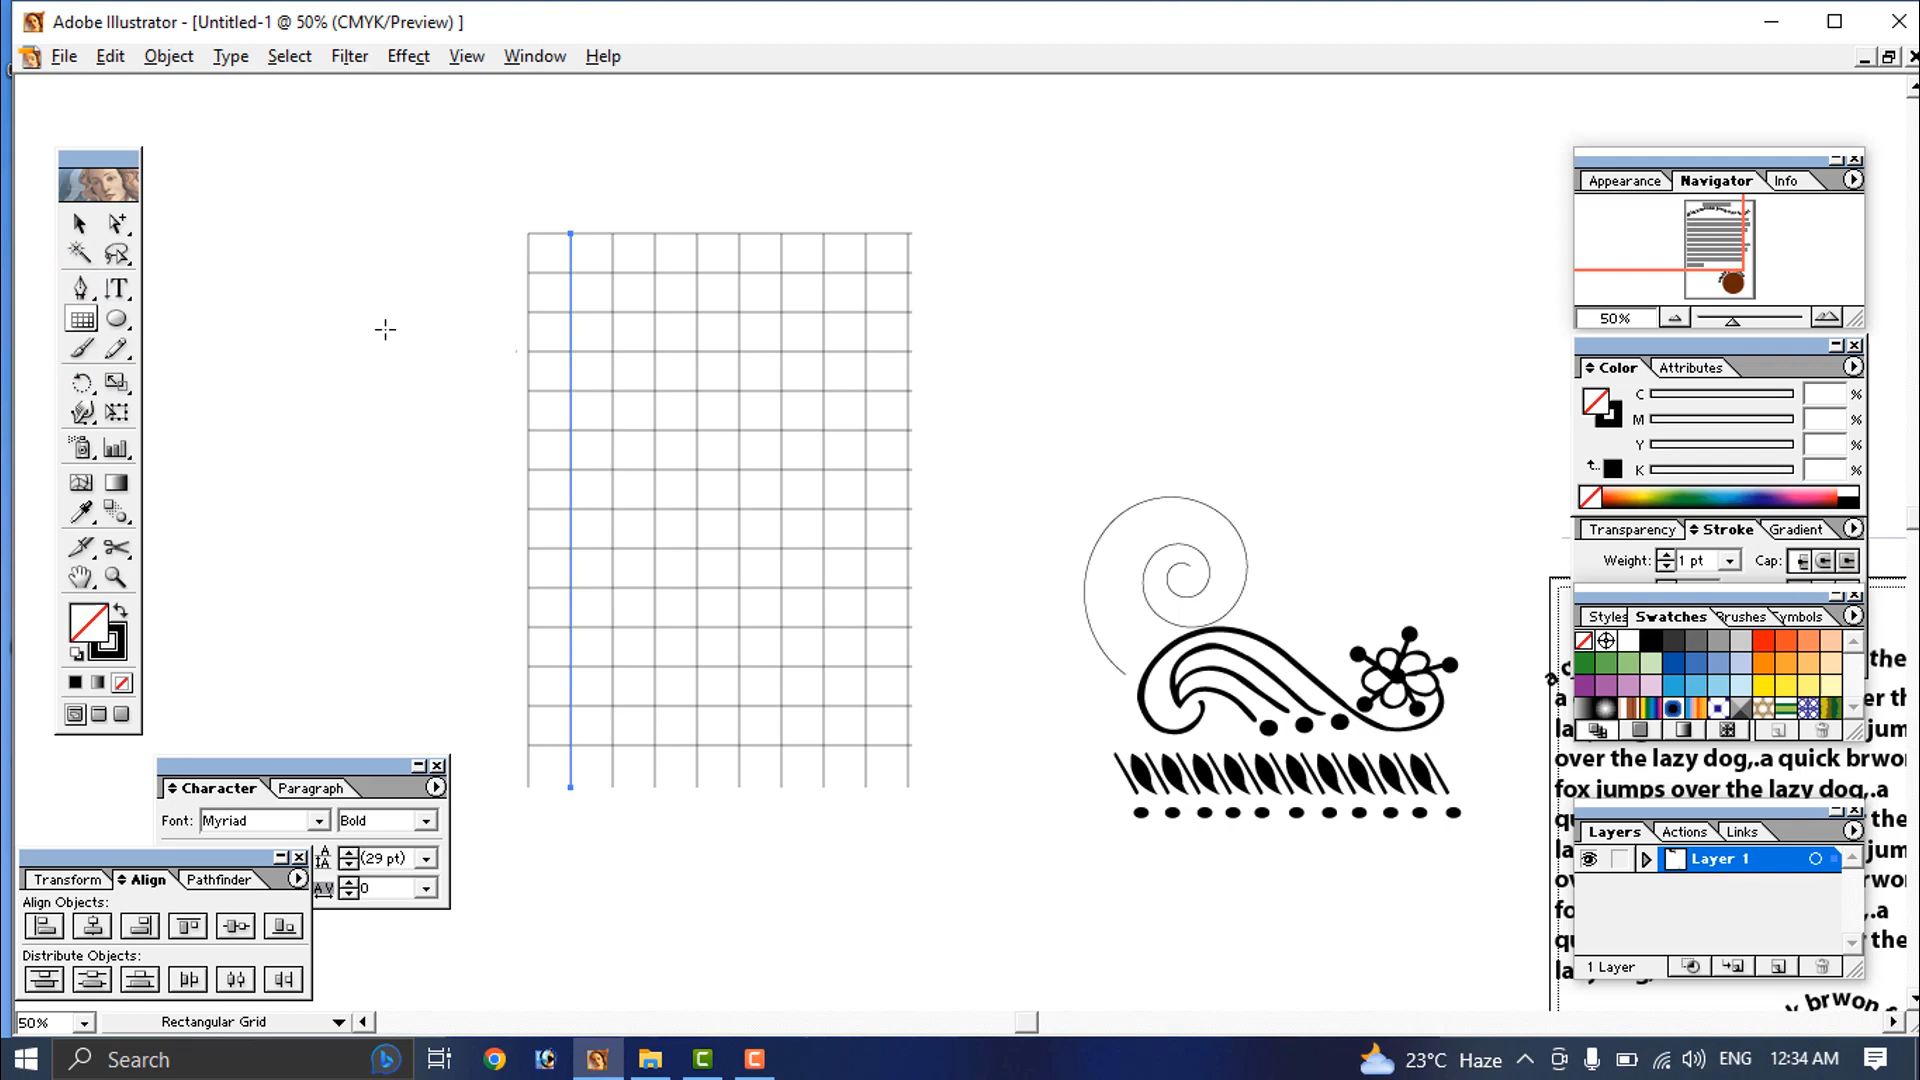 Adobe Illustrator - [Untitled-1 @ 50% (CMYK/Preview) ]
File Edit Object Type Select Filter Effect View Window Help
Appearance Navigator Info
50%
Color Attributes
C %
M %
Y %
K %
Transparency Stroke Gradient
Weight: 1 pt Cap:
Styles Swatches Brushes Symbols
the
jum
over the lazy dog,.a quick brwo
fox jumps over the lazy dog,.a
Character Paragraph
Font: Myriad Bold
(29 pt)
0
Transform Align Pathfinder
Align Objects:
Distribute Objects:
Layers Actions Links
Layer 1
1 Layer
brwon
50% Rectangular Grid
Search
23°C Haze ENG 12:34 AM